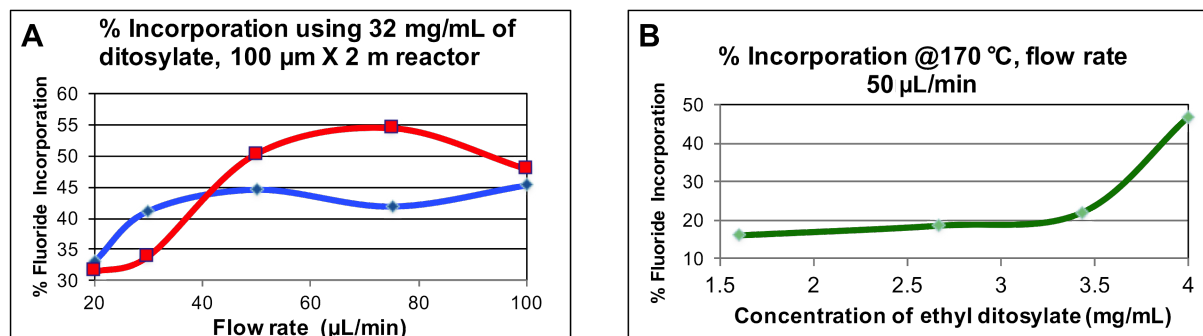 A
% Incorporation using 32 mg/mL of
ditosylate, 100 µm X 2 m reactor
% Fluoride Incorporation
60
55
50
45
40
35
30
20
40
60
80
100
Flow rate (µL/min)
B
% Incorporation @170 °C, flow rate
50 µL/min
% Fluoride Incorporation
50
40
30
20
10
1.5
2
2.5
3
3.5
4
Concentration of ethyl ditosylate (mg/mL)